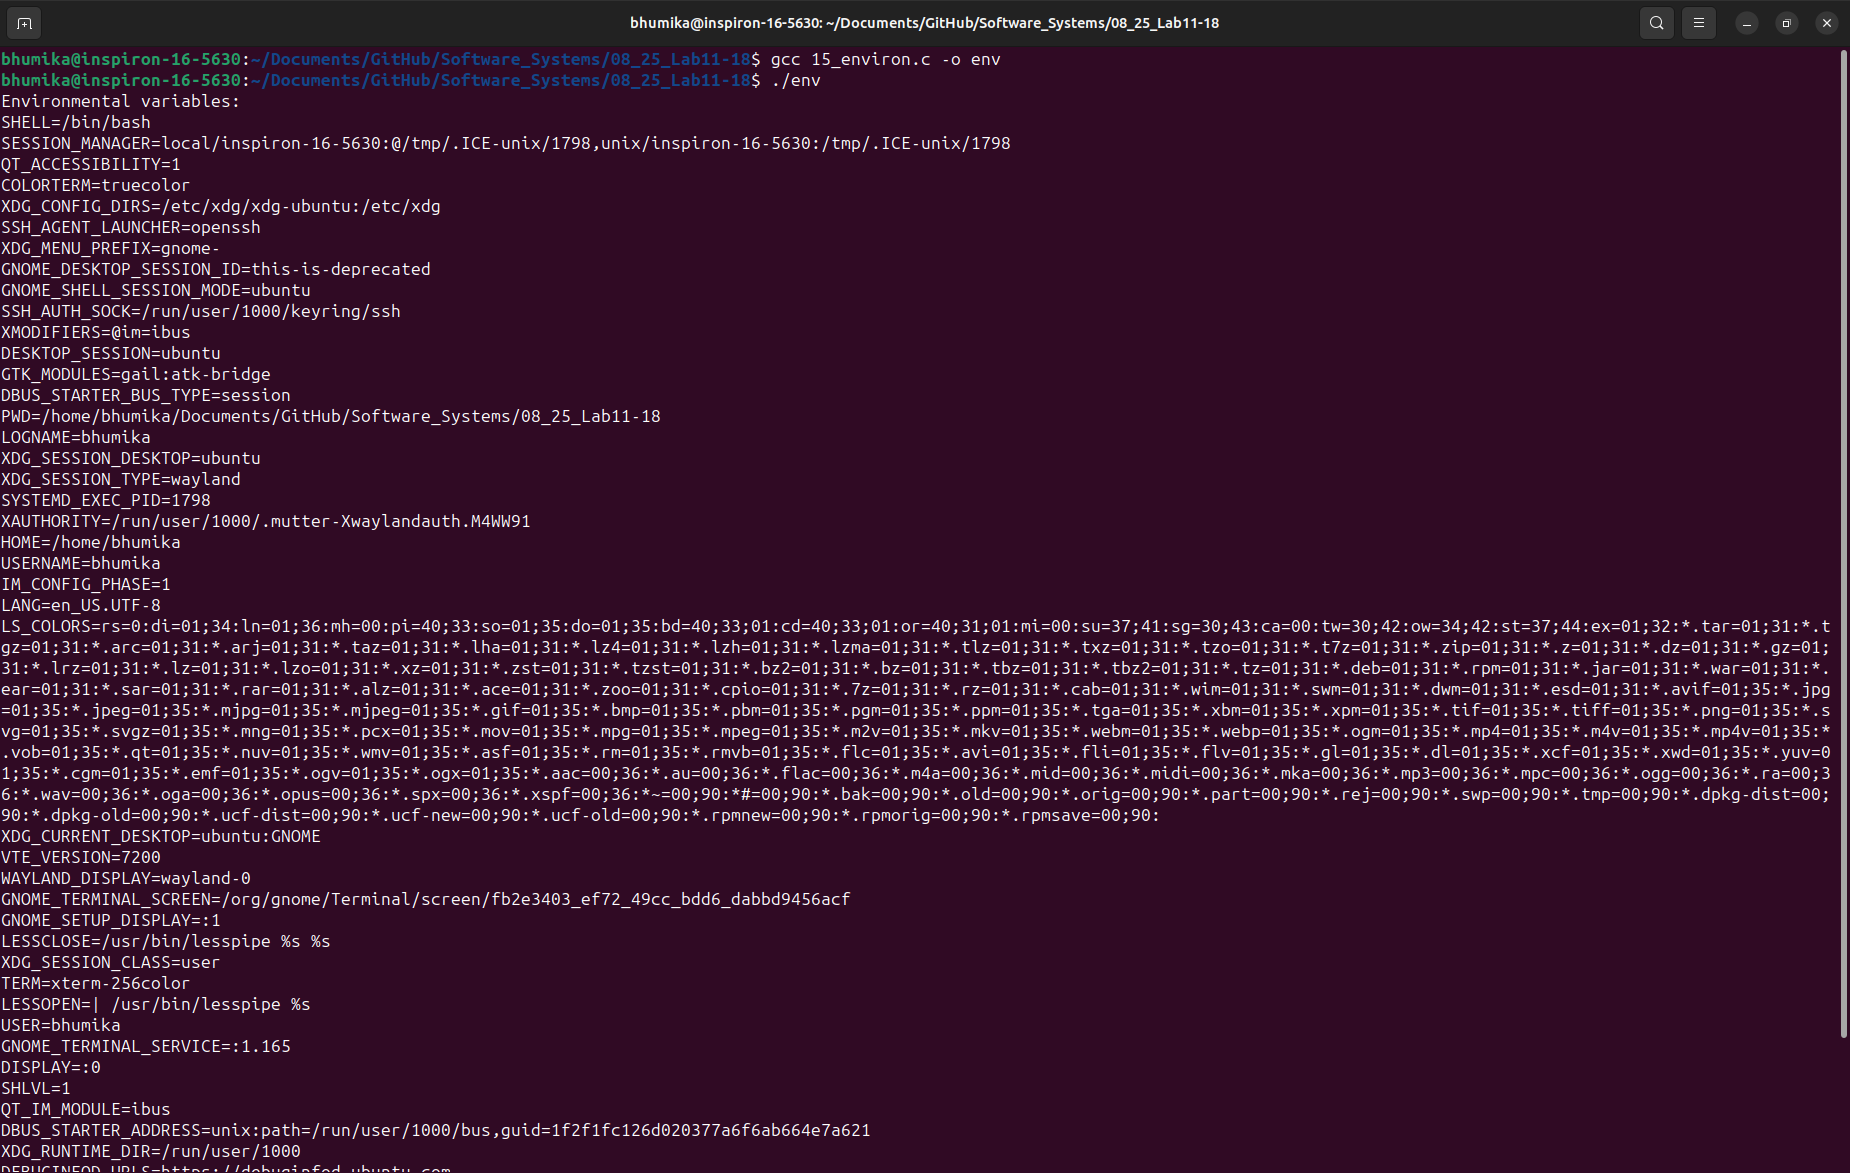 bhumika@inspiron-16-5630: ~/Documents/GitHub/Software_Systems/08_25_Lab11-18
bhumika@inspiron-16-5630:~/Documents/GitHub/Software_Systems/08_25_Lab11-18$ gcc 15_environ.c -o env
bhumika@inspiron-16-5630:~/Documents/GitHub/Software_Systems/08_25_Lab11-18$ ./env
Environmental variables:
SHELL=/bin/bash
SESSION_MANAGER=local/inspiron-16-5630:@/tmp/.ICE-unix/1798,unix/inspiron-16-5630:/tmp/.ICE-unix/1798
QT_ACCESSIBILITY=1
COLORTERM=truecolor
XDG_CONFIG_DIRS=/etc/xdg/xdg-ubuntu:/etc/xdg
SSH_AGENT_LAUNCHER=openssh
XDG_MENU_PREFIX=gnome-
GNOME_DESKTOP_SESSION_ID=this-is-deprecated
GNOME_SHELL_SESSION_MODE=ubuntu
SSH_AUTH_SOCK=/run/user/1000/keyring/ssh
XMODIFIERS=@im=ibus
DESKTOP_SESSION=ubuntu
GTK_MODULES=gail:atk-bridge
DBUS_STARTER_BUS_TYPE=session
PWD=/home/bhumika/Documents/GitHub/Software_Systems/08_25_Lab11-18
LOGNAME=bhumika
XDG_SESSION_DESKTOP=ubuntu
XDG_SESSION_TYPE=wayland
SYSTEMD_EXEC_PID=1798
XAUTHORITY=/run/user/1000/.mutter-Xwaylandauth.M4WW91
HOME=/home/bhumika
USERNAME=bhumika
IM_CONFIG_PHASE=1
LANG=en_US.UTF-8
LS_COLORS=rs=0:di=01;34:ln=01;36:mh=00:pi=40;33:so=01;35:do=01;35:bd=40;33;01:cd=40;33;01:or=40;31;01:mi=00:su=37;41:sg=30;43:ca=00:tw=30;42:ow=34;42:st=37;44:ex=01;32:*.tar=01;31:*.t
gz=01;31:*.arc=01;31:*.arj=01;31:*.taz=01;31:*.lha=01;31:*.lz4=01;31:*.lzh=01;31:*.lzma=01;31:*.tlz=01;31:*.txz=01;31:*.tzo=01;31:*.t7z=01;31:*.zip=01;31:*.z=01;31:*.dz=01;31:*.gz=01;
31:*.lrz=01;31:*.lz=01;31:*.lzo=01;31:*.xz=01;31:*.zst=01;31:*.tzst=01;31:*.bz2=01;31:*.bz=01;31:*.tbz=01;31:*.tbz2=01;31:*.tz=01;31:*.deb=01;31:*.rpm=01;31:*.jar=01;31:*.war=01;31:*.
ear=01;31:*.sar=01;31:*.rar=01;31:*.alz=01;31:*.ace=01;31:*.zoo=01;31:*.cpio=01;31:*.7z=01;31:*.rz=01;31:*.cab=01;31:*.wim=01;31:*.swm=01;31:*.dwm=01;31:*.esd=01;31:*.avif=01;35:*.jpg
=01;35:*.jpeg=01;35:*.mjpg=01;35:*.mjpeg=01;35:*.gif=01;35:*.bmp=01;35:*.pbm=01;35:*.pgm=01;35:*.ppm=01;35:*.tga=01;35:*.xbm=01;35:*.xpm=01;35:*.tif=01;35:*.tiff=01;35:*.png=01;35:*.s
vg=01;35:*.svgz=01;35:*.mng=01;35:*.pcx=01;35:*.mov=01;35:*.mpg=01;35:*.mpeg=01;35:*.m2v=01;35:*.mkv=01;35:*.webm=01;35:*.webp=01;35:*.ogm=01;35:*.mp4=01;35:*.m4v=01;35:*.mp4v=01;35:*
.vob=01;35:*.qt=01;35:*.nuv=01;35:*.wmv=01;35:*.asf=01;35:*.rm=01;35:*.rmvb=01;35:*.flc=01;35:*.avi=01;35:*.fli=01;35:*.flv=01;35:*.gl=01;35:*.dl=01;35:*.xcf=01;35:*.xwd=01;35:*.yuv=0
1;35:*.cgm=01;35:*.emf=01;35:*.ogv=01;35:*.ogx=01;35:*.aac=00;36:*.au=00;36:*.flac=00;36:*.m4a=00;36:*.mid=00;36:*.midi=00;36:*.mka=00;36:*.mp3=00;36:*.mpc=00;36:*.ogg=00;36:*.ra=00;3
6:*.wav=00;36:*.oga=00;36:*.opus=00;36:*.spx=00;36:*.xspf=00;36:*~=00;90:*#=00;90:*.bak=00;90:*.old=00;90:*.orig=00;90:*.part=00;90:*.rej=00;90:*.swp=00;90:*.tmp=00;90:*.dpkg-dist=00;
90:*.dpkg-old=00;90:*.ucf-dist=00;90:*.ucf-new=00;90:*.ucf-old=00;90:*.rpmnew=00;90:*.rpmorig=00;90:*.rpmsave=00;90:
XDG_CURRENT_DESKTOP=ubuntu:GNOME
VTE_VERSION=7200
WAYLAND_DISPLAY=wayland-0
GNOME_TERMINAL_SCREEN=/org/gnome/Terminal/screen/fb2e3403_ef72_49cc_bdd6_dabbd9456acf
GNOME_SETUP_DISPLAY=:1
LESSCLOSE=/usr/bin/lesspipe %s %s
XDG_SESSION_CLASS=user
TERM=xterm-256color
LESSOPEN=| /usr/bin/lesspipe %s
USER=bhumika
GNOME_TERMINAL_SERVICE=:1.165
DISPLAY=:0
SHLVL=1
QT_IM_MODULE=ibus
DBUS_STARTER_ADDRESS=unix:path=/run/user/1000/bus,guid=1f2f1fc126d020377a6f6ab664e7a621
XDG_RUNTIME_DIR=/run/user/1000
DEBUGINFOD_URLS=https://debuginfod.ubuntu.com